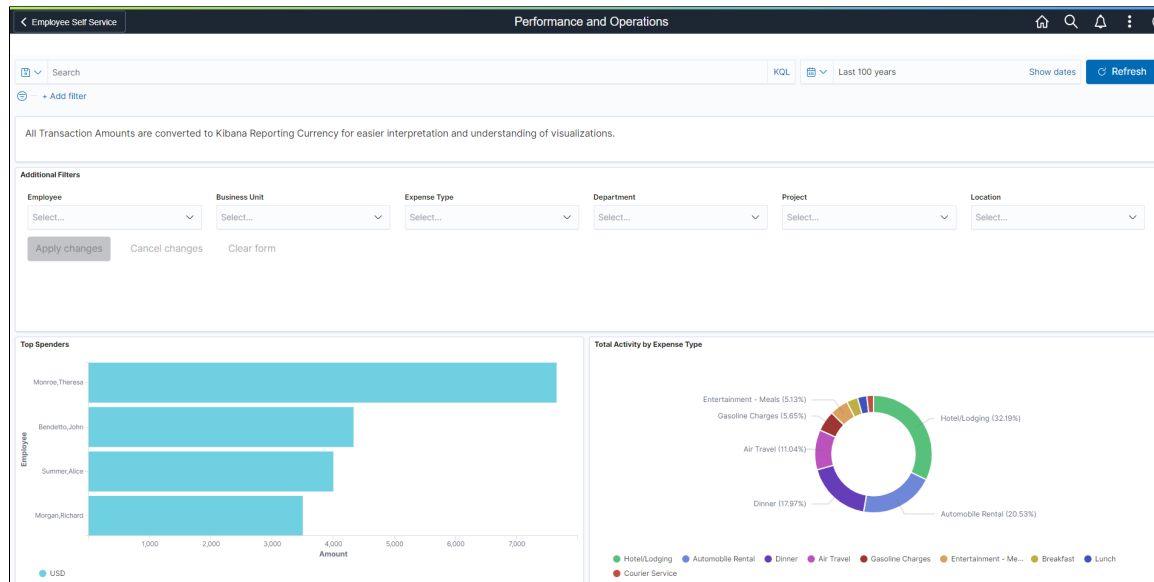 Employee Self Service
Performance and Operations
Search
KQL
Last 100 years
Show dates
Refresh
+ Add filter
All Transaction Amounts are converted to Kibana Reporting Currency for easier interpretation and understanding of visualizations.
Additional Filters
Employee
Business Unit
Expense Type
Department
Project
Location
Select...
Select...
Select...
Select...
Select...
Select...
Apply changes
Cancel changes
Clear form
Top Spenders
Employee
Monroe,Theresa
Bendetto,John
Summer,Alice
Morgan,Richard
1,000
2,000
3,000
4,000
5,000
6,000
7,000
Amount
USD
Total Activity by Expense Type
Entertainment - Meals (5.13%)
Gasoline Charges (5.65%)
Air Travel (11.04%)
Dinner (17.97%)
Hotel/Lodging (32.19%)
Automobile Rental (20.53%)
Hotel/Lodging
Automobile Rental
Dinner
Air Travel
Gasoline Charges
Entertainment - Me...
Breakfast
Lunch
Courier Service